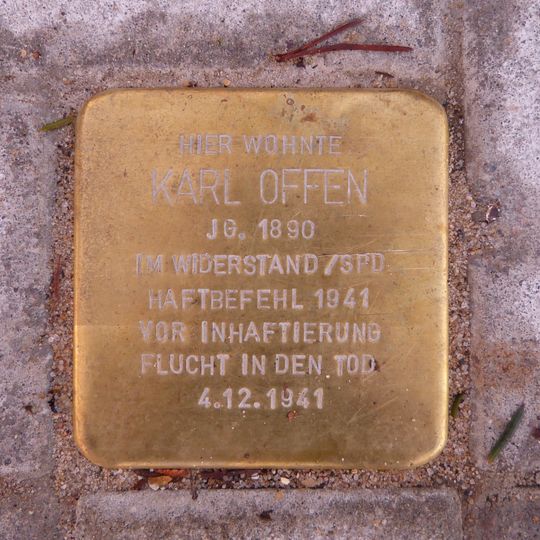 HIER WOHNTE
KARL OFFEN
JG. 1890
IM WIDERSTAND/SPD
HAFTBEFEHL 1941
VOR INHAFTIERUNG
FLUCHT IN DEN TOD
4.12.1941